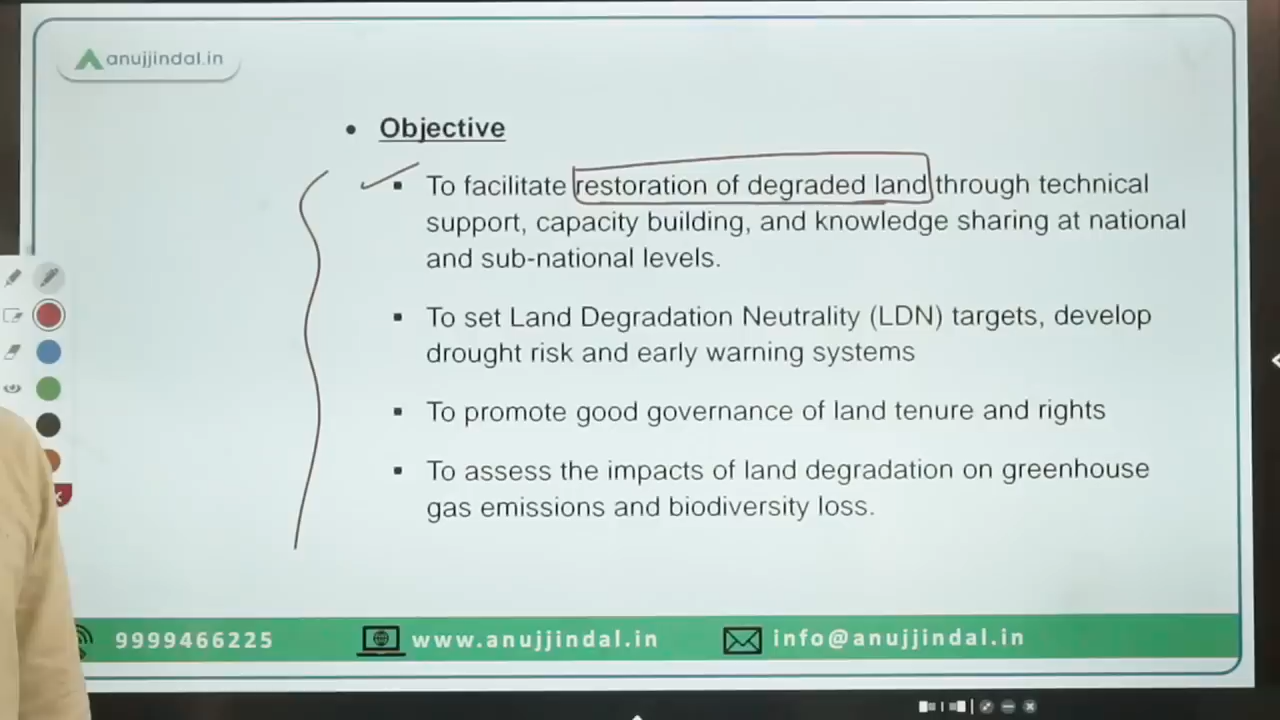 anujjindal.in
• Objective
▪ To facilitate restoration of degraded land through technical
support, capacity building, and knowledge sharing at national
and sub-national levels.
▪ To set Land Degradation Neutrality (LDN) targets, develop
drought risk and early warning systems
▪ To promote good governance of land tenure and rights
▪ To assess the impacts of land degradation on greenhouse
gas emissions and biodiversity loss.
9999466225 www.anujjindal.in info@anujjindal.in